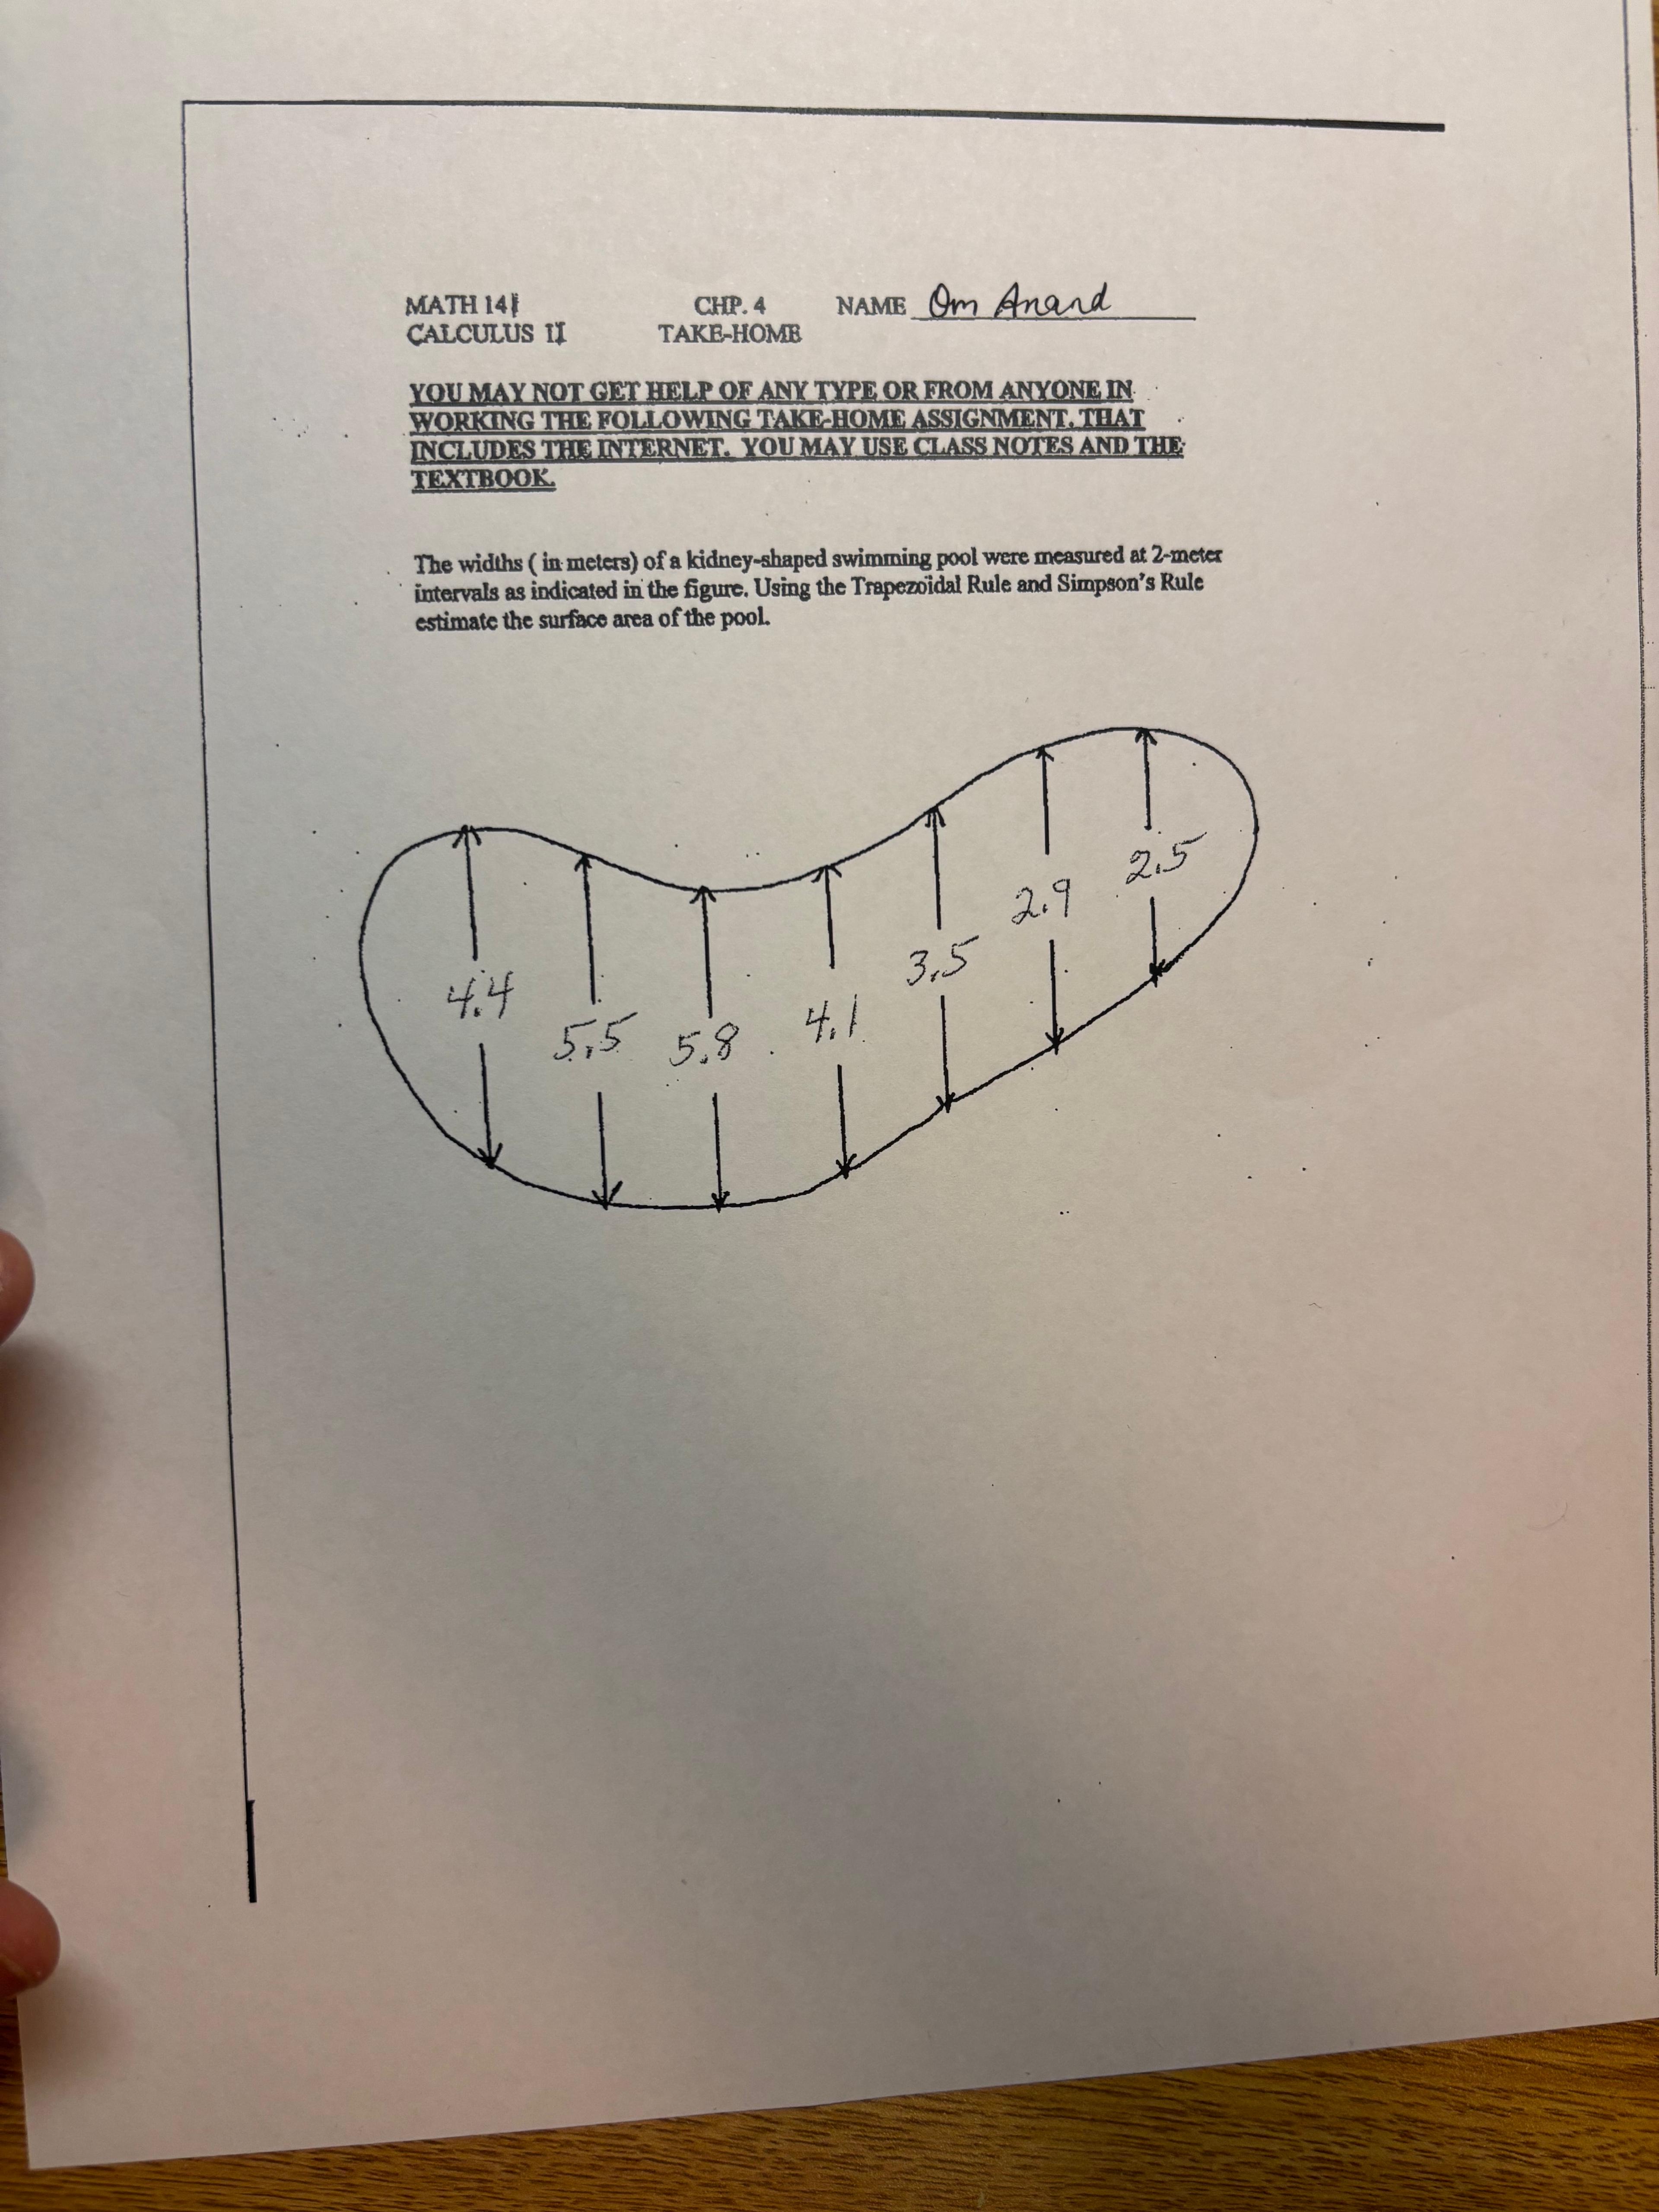 MATH 141 CHP. 4 NAME Om Anand
CALCULUS II TAKE-HOME
YOU MAY NOT GET HELP OF ANY TYPE OR FROM ANYONE IN
WORKING THE FOLLOWING TAKE-HOME ASSIGNMENT. THAT
INCLUDES THE INTERNET. YOU MAY USE CLASS NOTES AND THE
TEXTBOOK.
The widths ( in meters) of a kidney-shaped swimming pool were measured at 2-meter
intervals as indicated in the figure. Using the Trapezoidal Rule and Simpson's Rule
estimate the surface area of the pool.
4.4
5.5
5.8
4.1
3.5
2.9
2.5